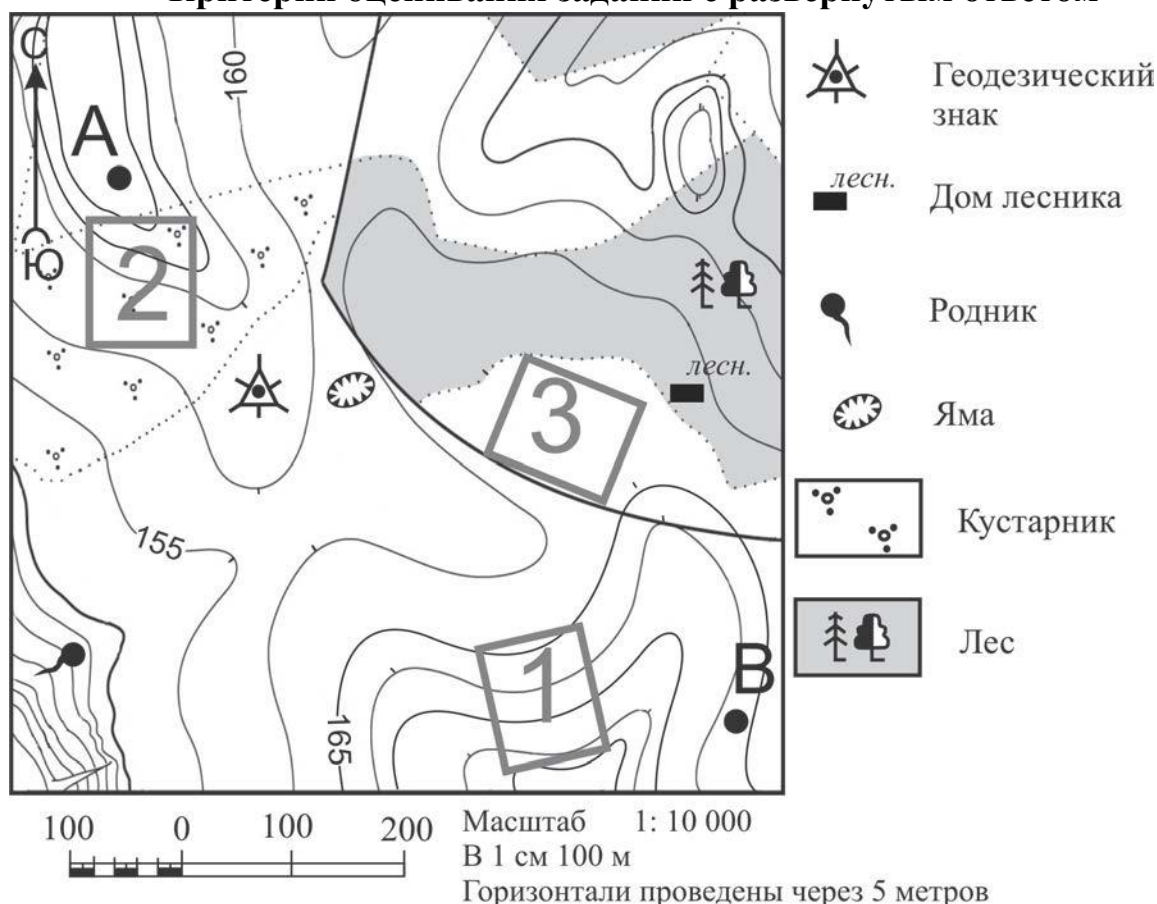 Критерии оценивания заданий с развёрнутым ответом
С
160
А
Ю
2
лесн.
3
155
1
В
165
Геодезический
знак
лесн.
Дом лесника
Родник
Яма
Кустарник
Лес
100 0 100 200
Масштаб 1: 10 000
В 1 см 100 м
Горизонтали проведены через 5 метров